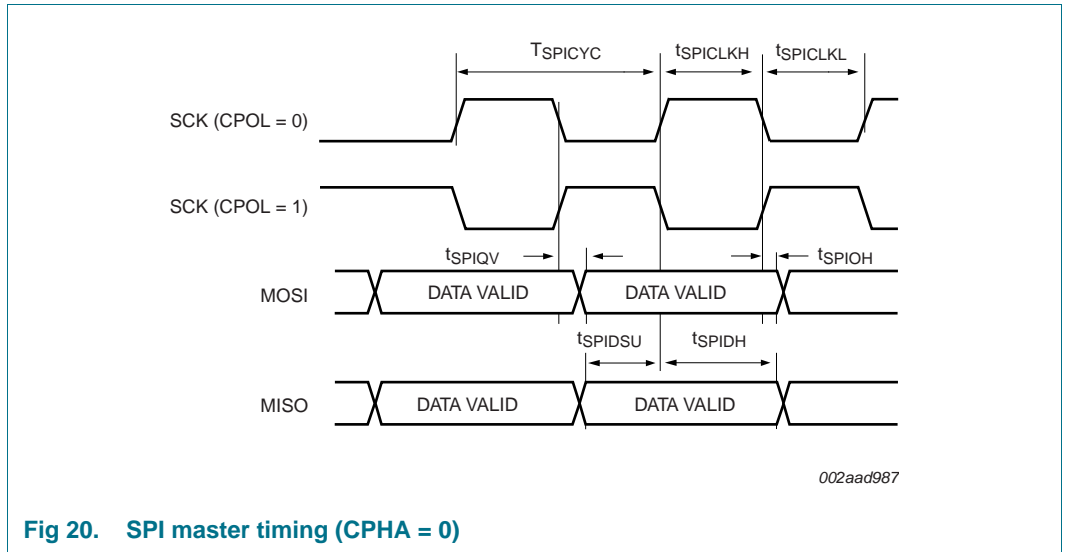 TSPICYC tSPICLKH tSPICLKL
SCK (CPOL = 0)
SCK (CPOL = 1)
tSPIQV tSPIOH
MOSI DATA VALID DATA VALID
tSPIDSU tSPIDH
MISO DATA VALID DATA VALID
002aad987
Fig 20. SPI master timing (CPHA = 0)